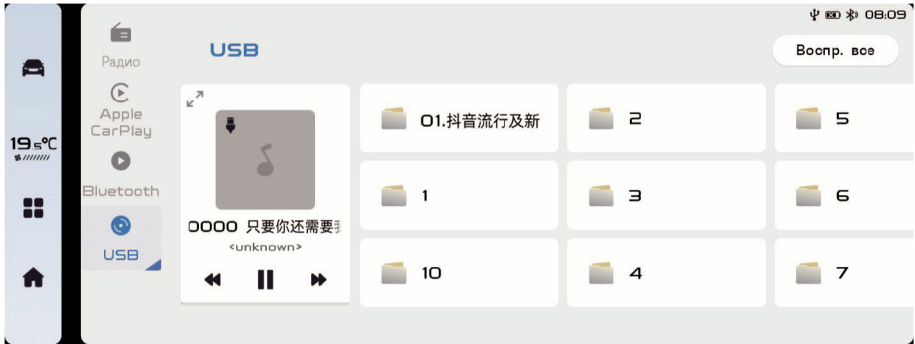 08:09
Радио
USB
Воспр. все
Apple
CarPlay
19.5°C
Bluetooth
USB
0000 只要你还需要
<unknown>
01.抖音流行及新
2
5
1
3
6
10
4
7